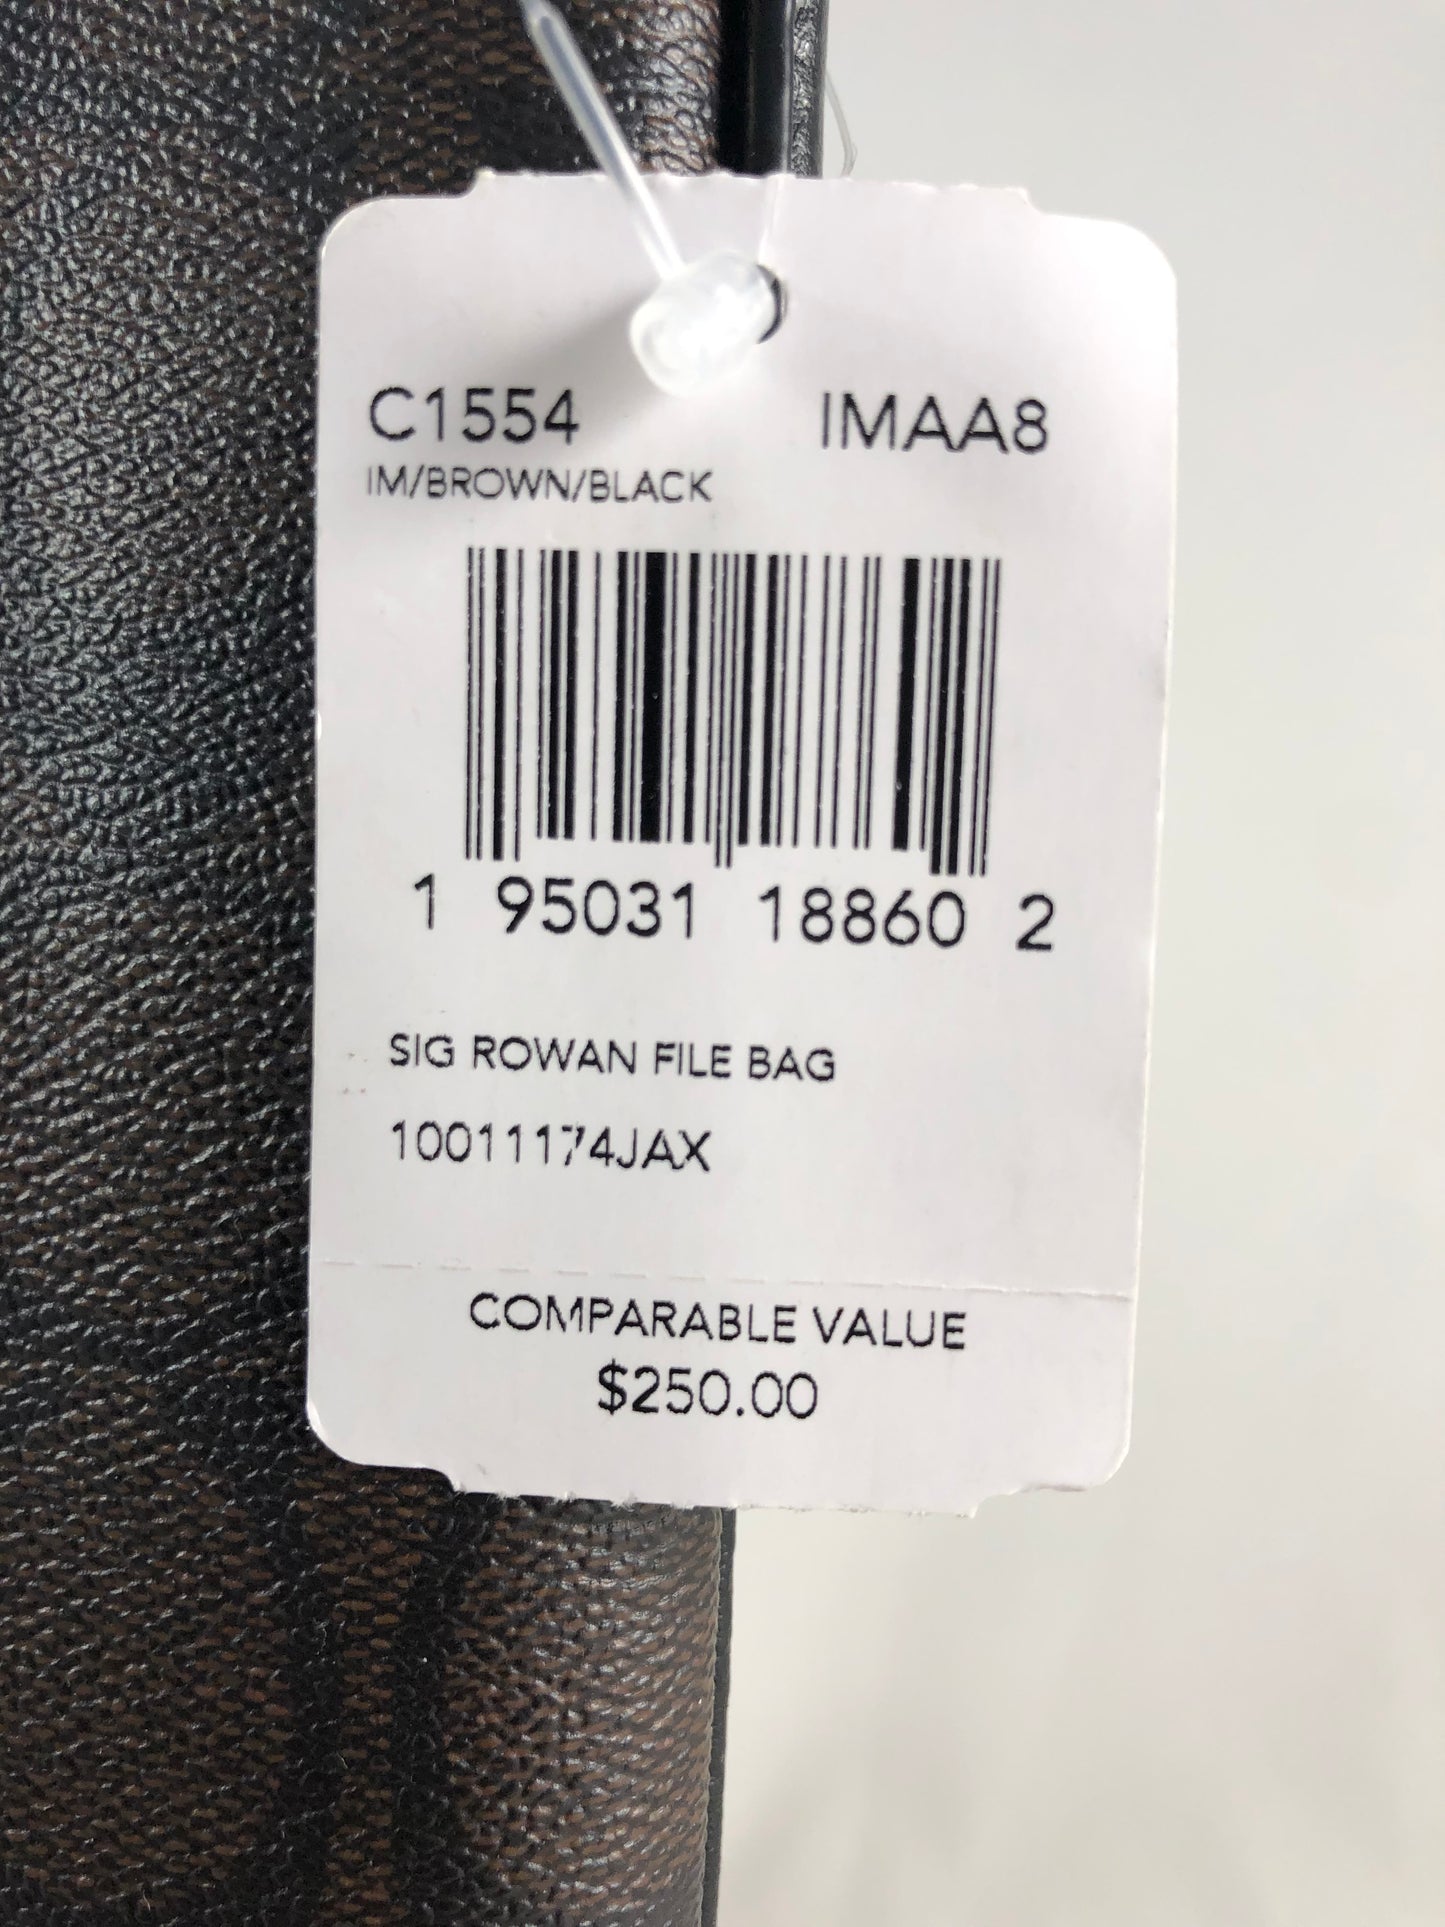 C1554 IMAA8
IM/BROWN/BLACK
1 95031 18860 2
SIG ROWAN FILE BAG
10011174JAX
COMPARABLE VALUE
$250.00